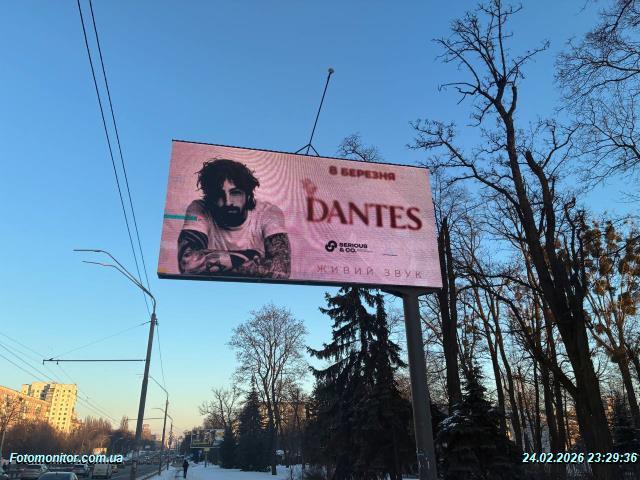 8 БЕРЕЗНЯ
DANTES
SERIOUS
& CO.
ЖИВИЙ ЗВУК
Fotomonitor.com.ua
24.02.2026 23:29:36